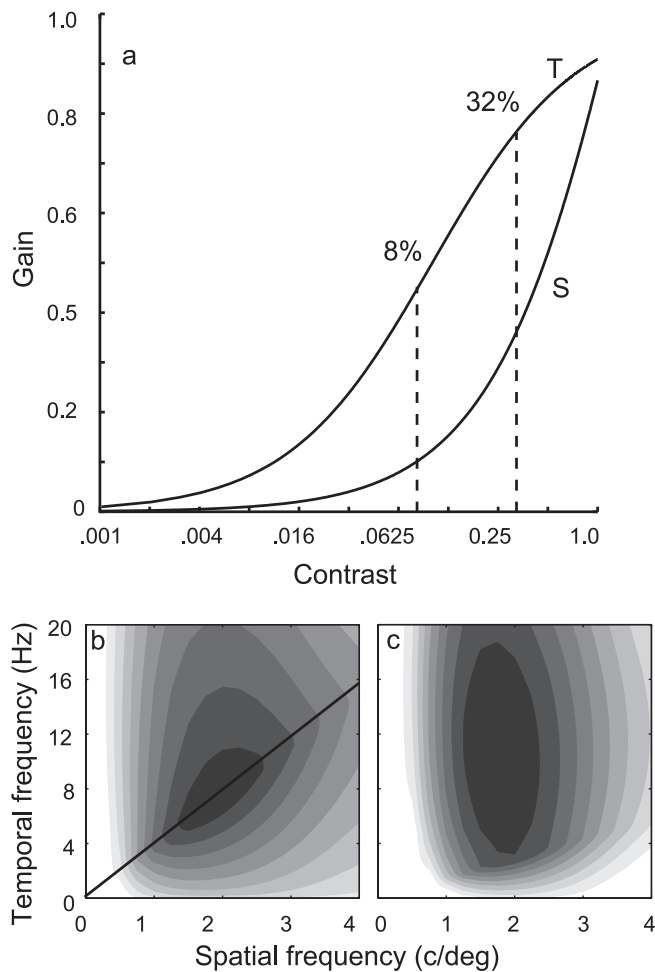 1.0
a
T
32%
0.8
0.6
8%
Gain
0.5
S
0.2
0
.001 .004 .016 .0625 0.25 1.0
Contrast
20 b c
16
12
8
4
0
Temporal frequency (Hz)
0 1 2 3 4 0 1 2 3 4
Spatial frequency (c/deg)